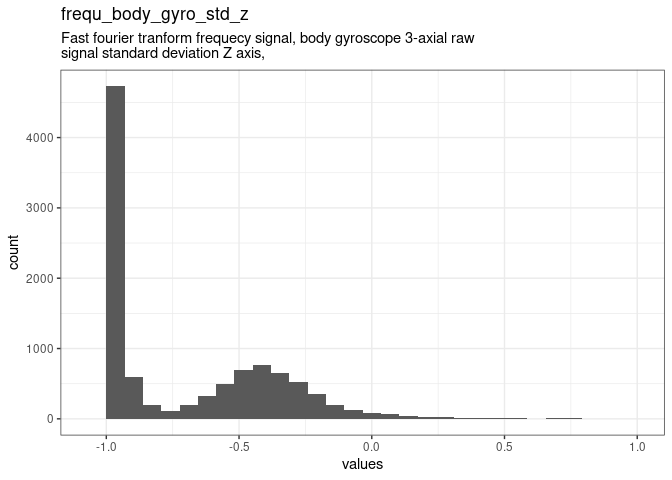 frequ_body_gyro_std_z
Fast fourier tranform frequecy signal, body gyroscope 3-axial raw
signal standard deviation Z axis,
4000
3000
2000
1000
0
count
-1.0 -0.5 0.0 0.5 1.0
values